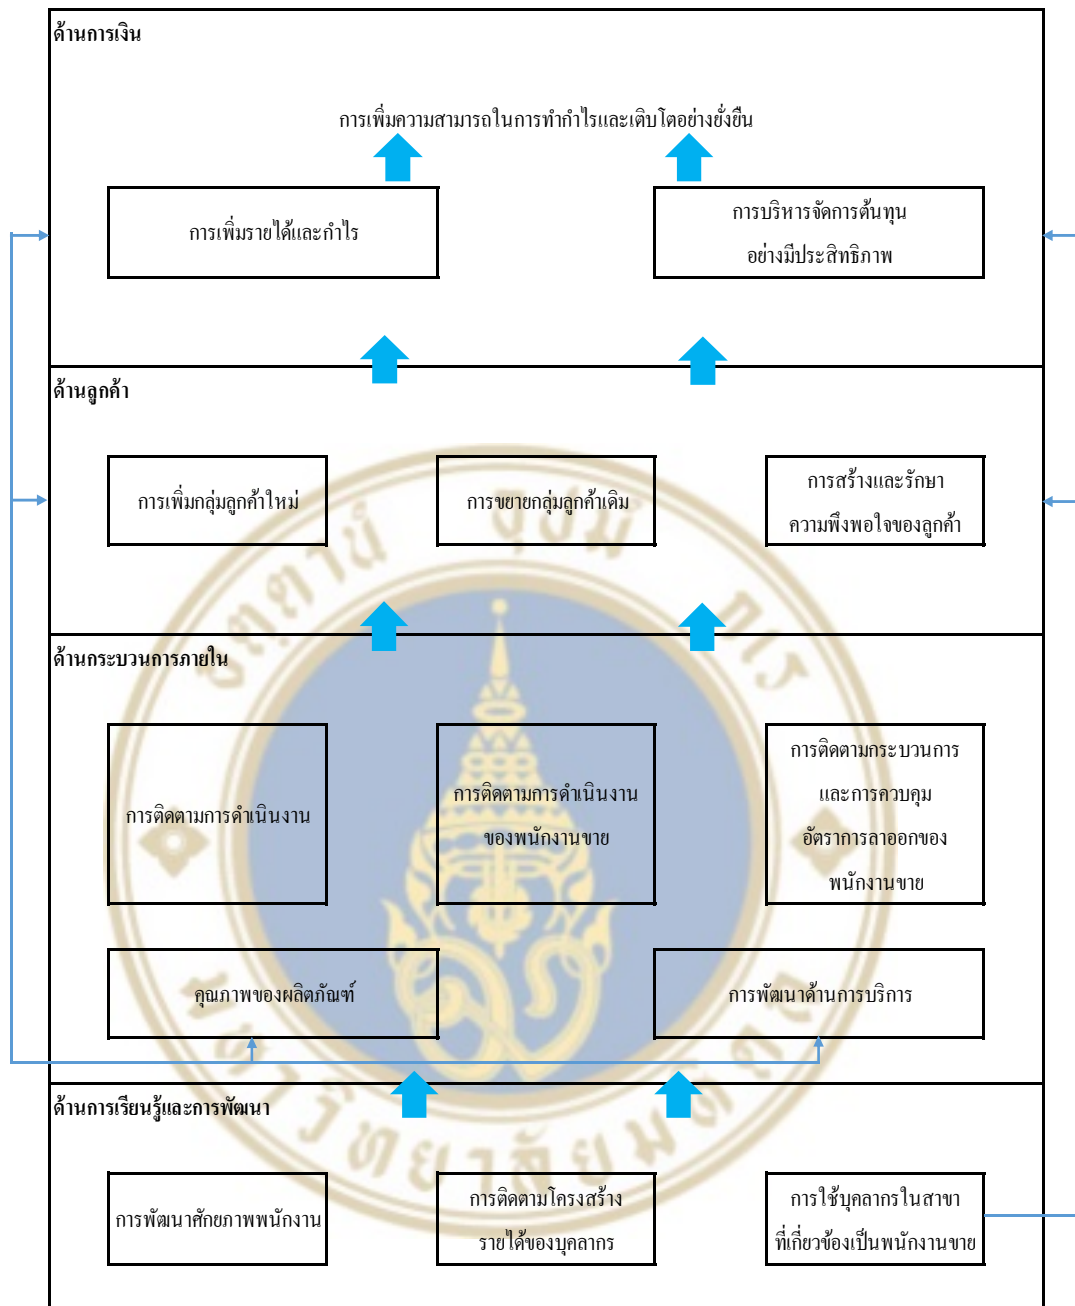 ด้านการเงิน
การเพิ่มความสามารถในการทำกำไรและเติบโตอย่างยั่งยืน
การเพิ่มรายได้และกำไร
การบริหารจัดการต้นทุน
อย่างมีประสิทธิภาพ
ด้านลูกค้า
การเพิ่มกลุ่มลูกค้าใหม่
การขยายกลุ่มลูกค้าเดิม
การสร้างและรักษา
ความพึงพอใจของลูกค้า
ด้านกระบวนการภายใน
การติดตามการดำเนินงาน
การติดตามการดำเนินงาน
ของพนักงานขาย
การติดตามกระบวนการ
และการควบคุม
อัตราการลาออกของ
พนักงานขาย
คุณภาพของผลิตภัณฑ์
การพัฒนาด้านการบริการ
ด้านการเรียนรู้และการพัฒนา
การพัฒนาศักยภาพพนักงาน
การติดตามโครงสร้าง
รายได้ของบุคลากร
การใช้บุคลากรในสาขา
ที่เกี่ยวข้องเป็นพนักงานขาย
มหาวิทยาลัยมหิดล